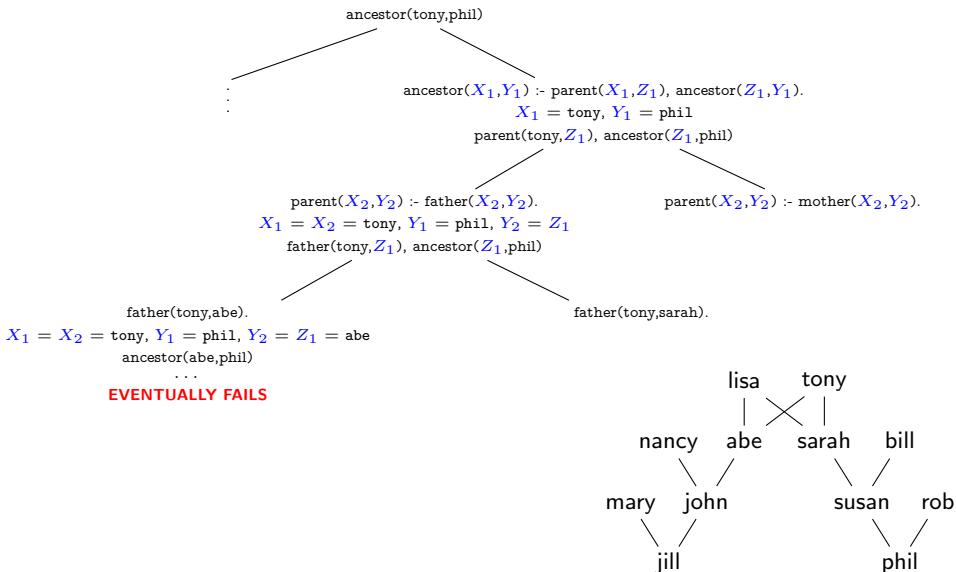 ancestor(tony,phil)
.
.
.
ancestor(X₁,Y₁) :- parent(X₁,Z₁), ancestor(Z₁,Y₁).
X₁ = tony, Y₁ = phil
parent(tony,Z₁), ancestor(Z₁,phil)
parent(X₂,Y₂) :- father(X₂,Y₂).
X₁ = X₂ = tony, Y₁ = phil, Y₂ = Z₁
father(tony,Z₁), ancestor(Z₁,phil)
parent(X₂,Y₂) :- mother(X₂,Y₂).
father(tony,abe).
X₁ = X₂ = tony, Y₁ = phil, Y₂ = Z₁ = abe
ancestor(abe,phil)
. . .
EVENTUALLY FAILS
father(tony,sarah).
lisa tony
nancy abe sarah bill
mary john susan rob
jill phil